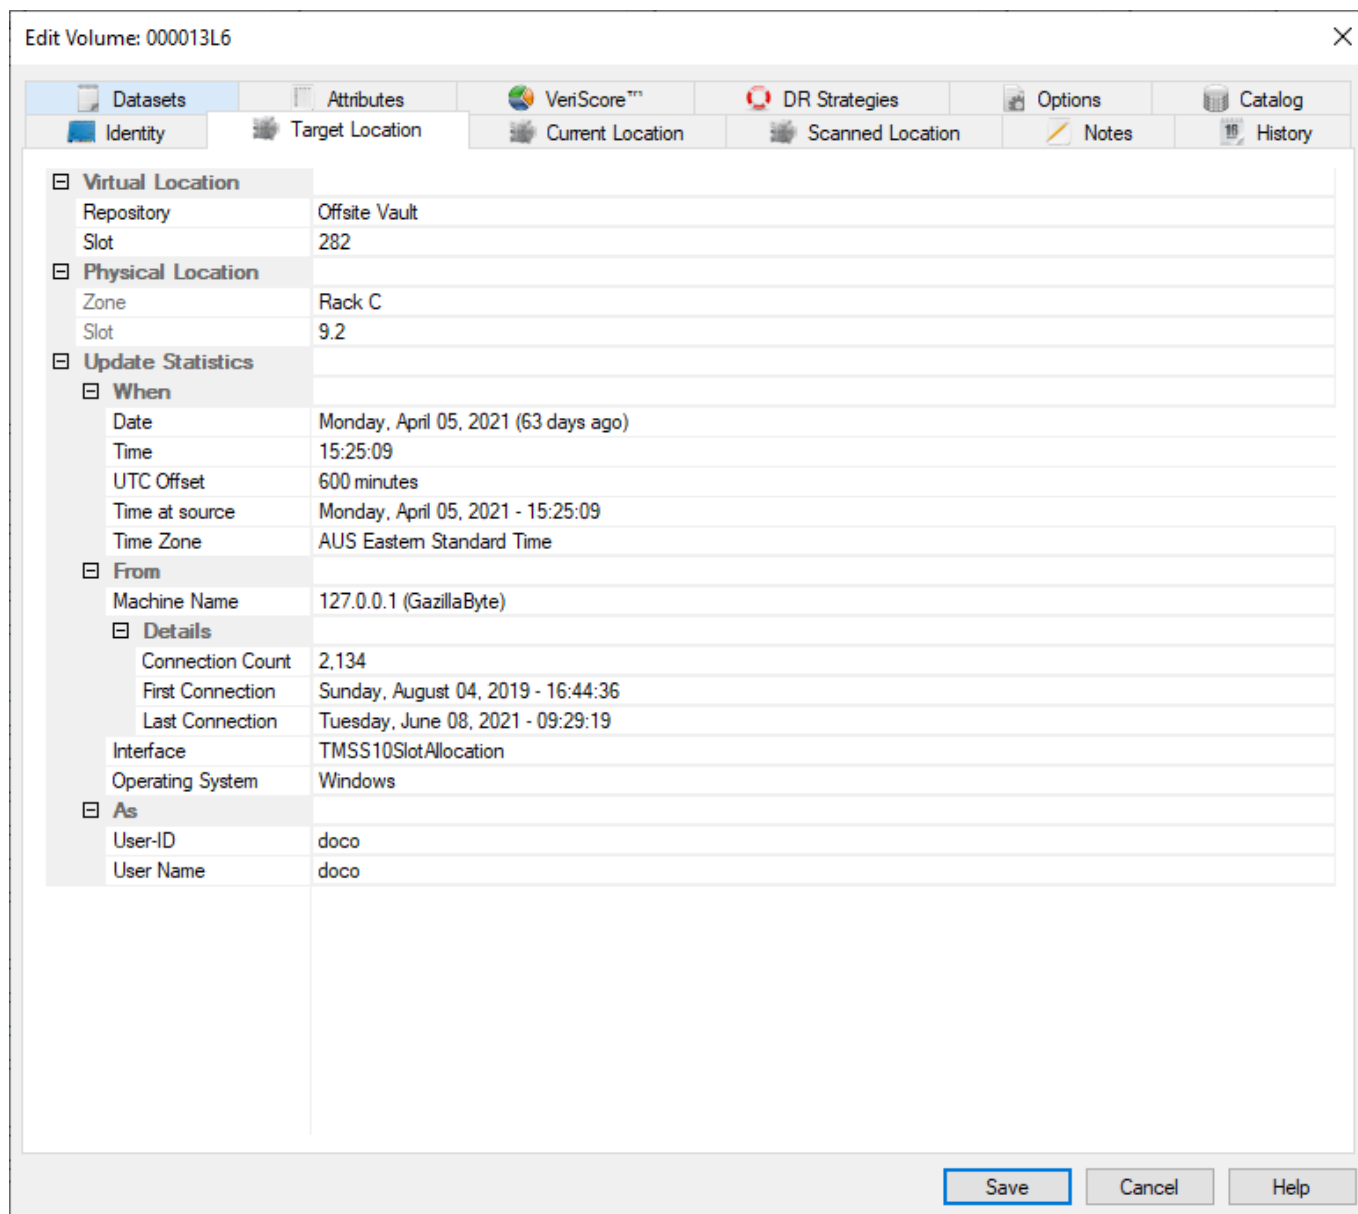 Edit Volume: 000013L6
Datasets Attributes VeriScore™ DR Strategies Options Catalog
Identity Target Location Current Location Scanned Location Notes 16 History
Virtual Location
Repository Offsite Vault
Slot 282
Physical Location
Zone Rack C
Slot 9.2
Update Statistics
When
Date Monday, April 05, 2021 (63 days ago)
Time 15:25:09
UTC Offset 600 minutes
Time at source Monday, April 05, 2021 - 15:25:09
Time Zone AUS Eastern Standard Time
From
Machine Name 127.0.0.1 (GazillaByte)
Details
Connection Count 2,134
First Connection Sunday, August 04, 2019 - 16:44:36
Last Connection Tuesday, June 08, 2021 - 09:29:19
Interface TMSS10SlotAllocation
Operating System Windows
As
User-ID doco
User Name doco
Save Cancel Help